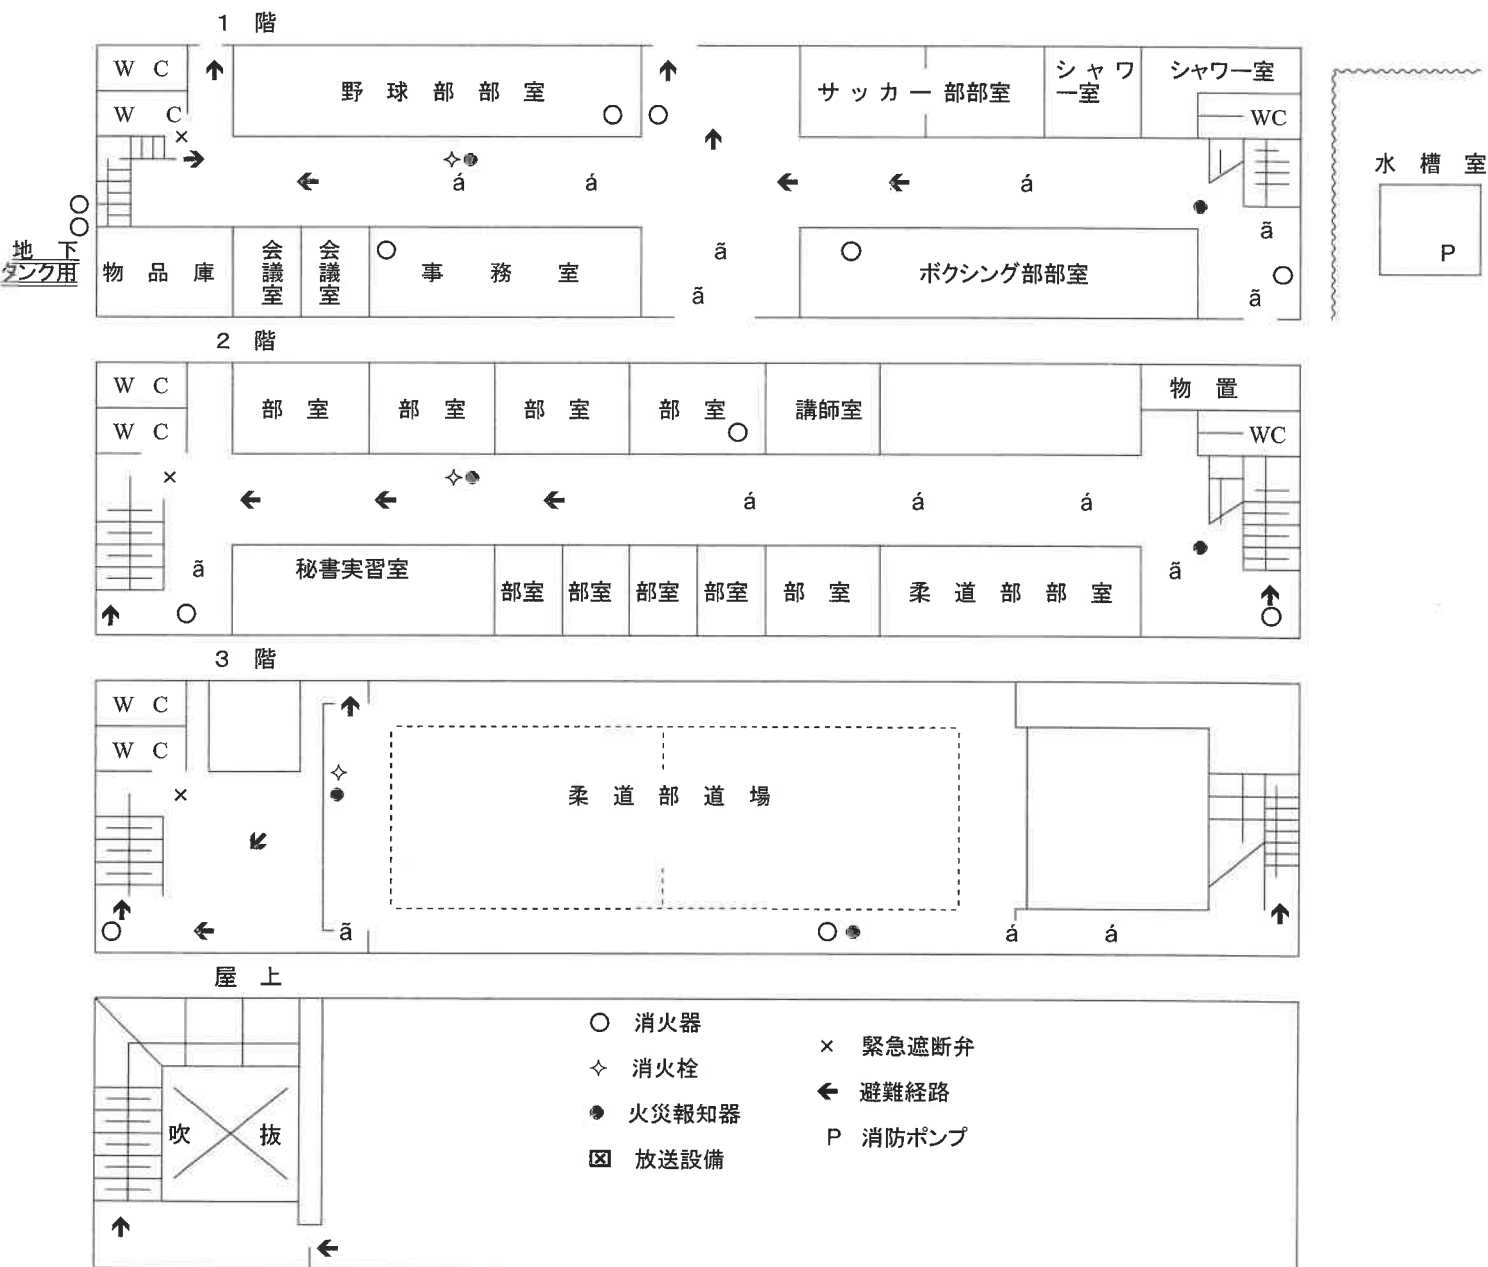 1 階
W C
野 球 部 部 室
サ ッ カ ー 部部室
シ ャ ワ
ー室
シャワー室
W C
WC
水 槽 室
á
á
á
ã
地 下
タンク用
物 品 庫
会議室
会議室
事 務 室
ã
ã
ボクシング部部室
ã
P
2 階
W C
物 置
部 室
部 室
部 室
部 室
講師室
W C
WC
á
á
á
ã
秘書実習室
ã
部室
部室
部室
部室
部 室
柔 道 部 部 室
3 階
W C
W C
柔 道 部 道 場
ã
á
á
屋 上
吹 抜
消火器
消火栓
火災報知器
放送設備
緊急遮断弁
避難経路
P 消防ポンプ